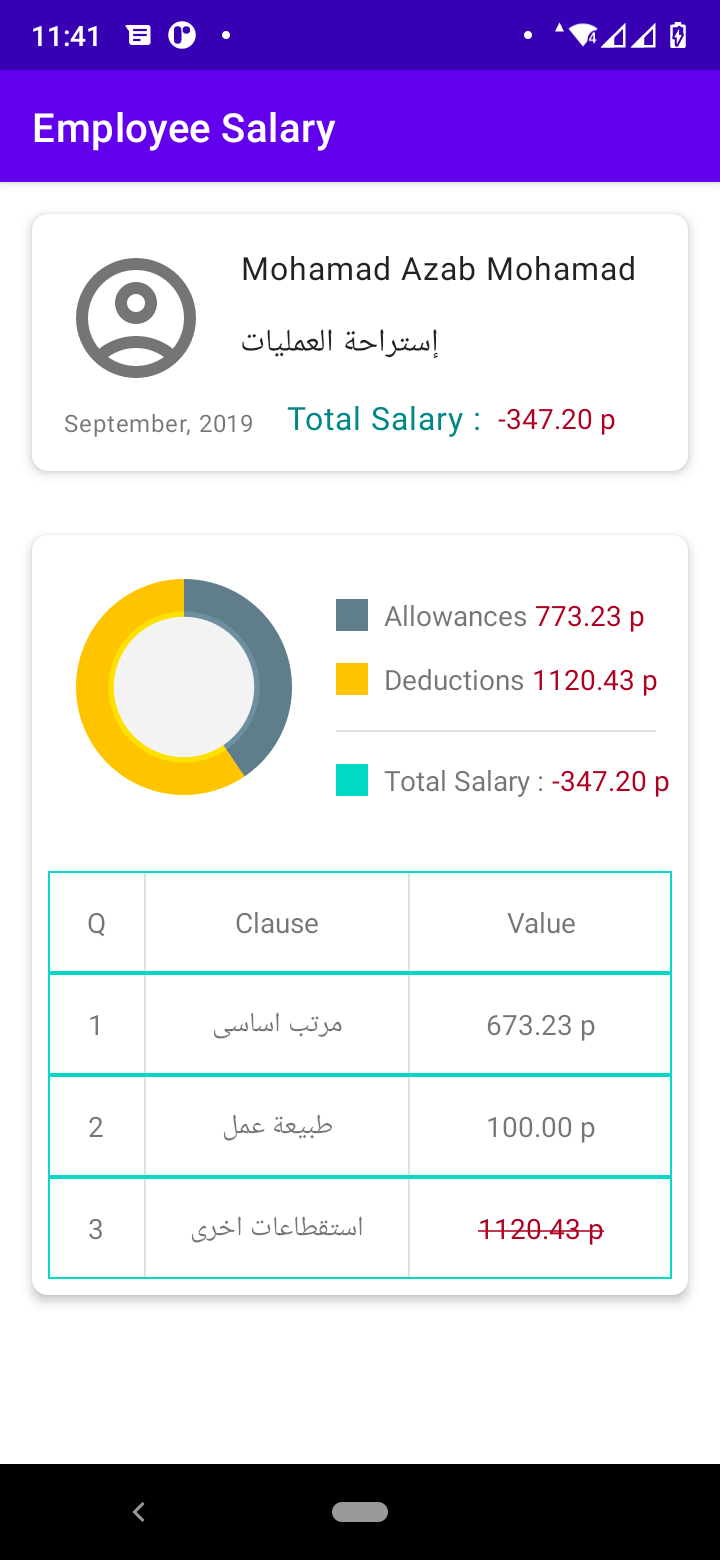 11:41
4
Employee Salary
Mohamad Azab Mohamad
إستراحة العمليات
September, 2019 Total Salary : -347.20 p
Allowances 773.23 p
Deductions 1120.43 p
Total Salary : -347.20 p
Q Clause Value
1 مرتب اساسى 673.23 p
2 طبيعة عمل 100.00 p
3 استقطاعات اخرى 1120.43 p